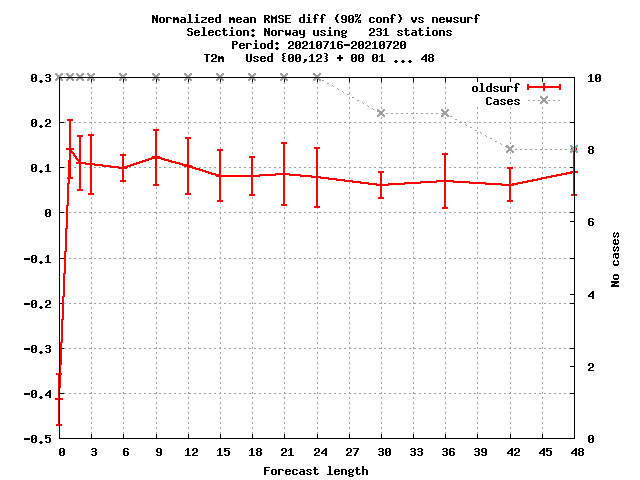 Normalized mean RMSE diff (90% conf) vs newsurf
Selection: Norway using   231 stations
Period: 20210716-20210720
T2m   Used {00,12} + 00 01 ... 48
oldsurf
Cases
0.3
0.2
0.1
0
-0.1
-0.2
-0.3
-0.4
-0.5
10
8
6
4
2
0
No cases
0 3 6 9 12 15 18 21 24 27 30 33 36 39 42 45 48
Forecast length